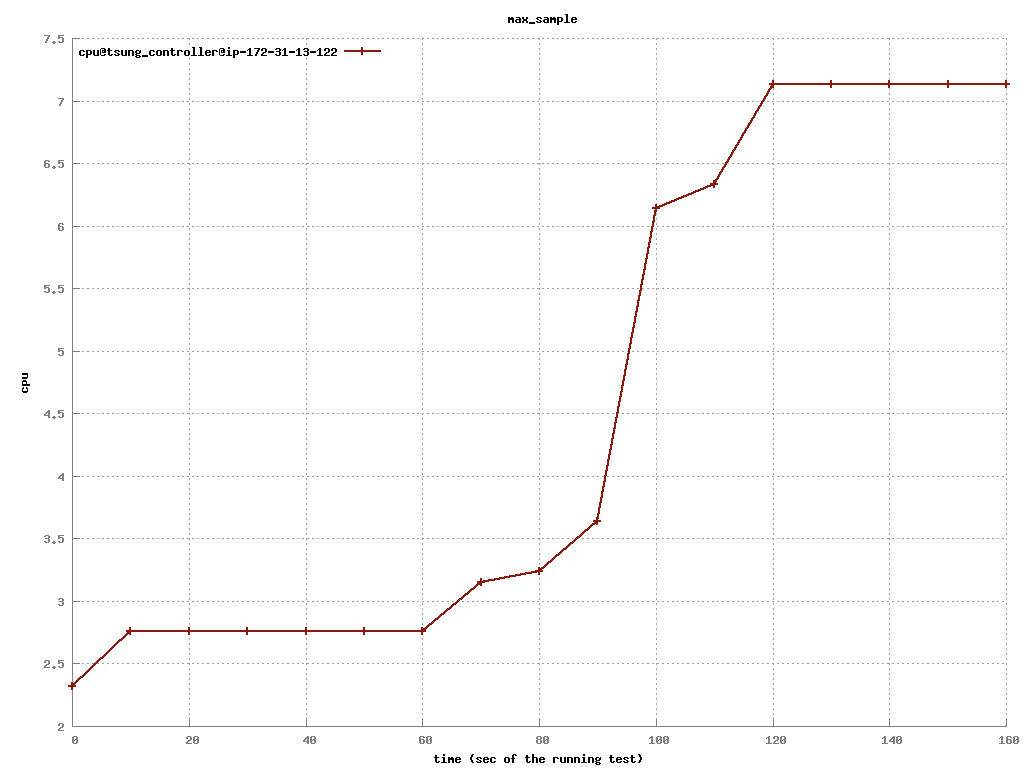 max_sample
cpu@tsung_controller@ip-172-31-13-122
7.5
7
6.5
6
5.5
5
4.5
4
3.5
3
2.5
2
cpu
0 20 40 60 80 100 120 140 160
time (sec of the running test)